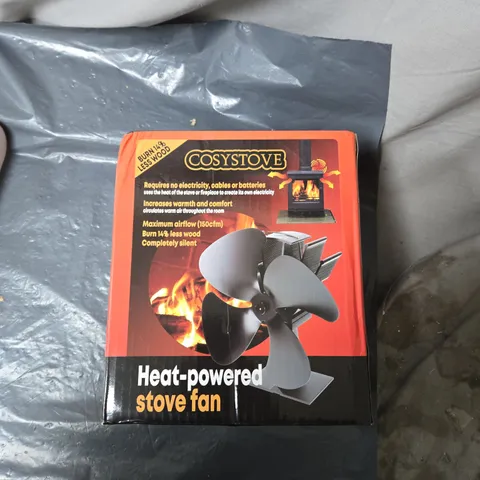 BURN 14%
LESS WOOD
COSYSTOVE
Requires no electricity, cables or batteries
uses the heat of the stove or fireplace to create its own electricity
Increases warmth and comfort
circulates warm air throughout the room
Maximum airflow (150cfm)
Burn 14% less wood
Completely silent
Heat-powered
stove fan